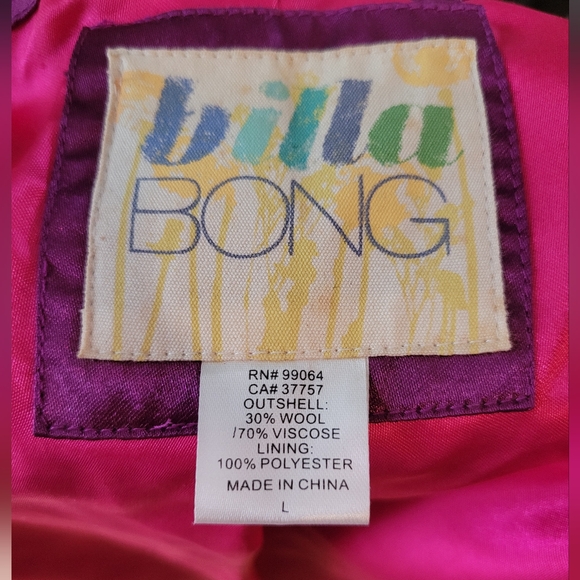 billa
BONG
RN# 99064
CA# 37757
OUTSHELL:
30% WOOL
/70% VISCOSE
LINING:
100% POLYESTER
MADE IN CHINA
L